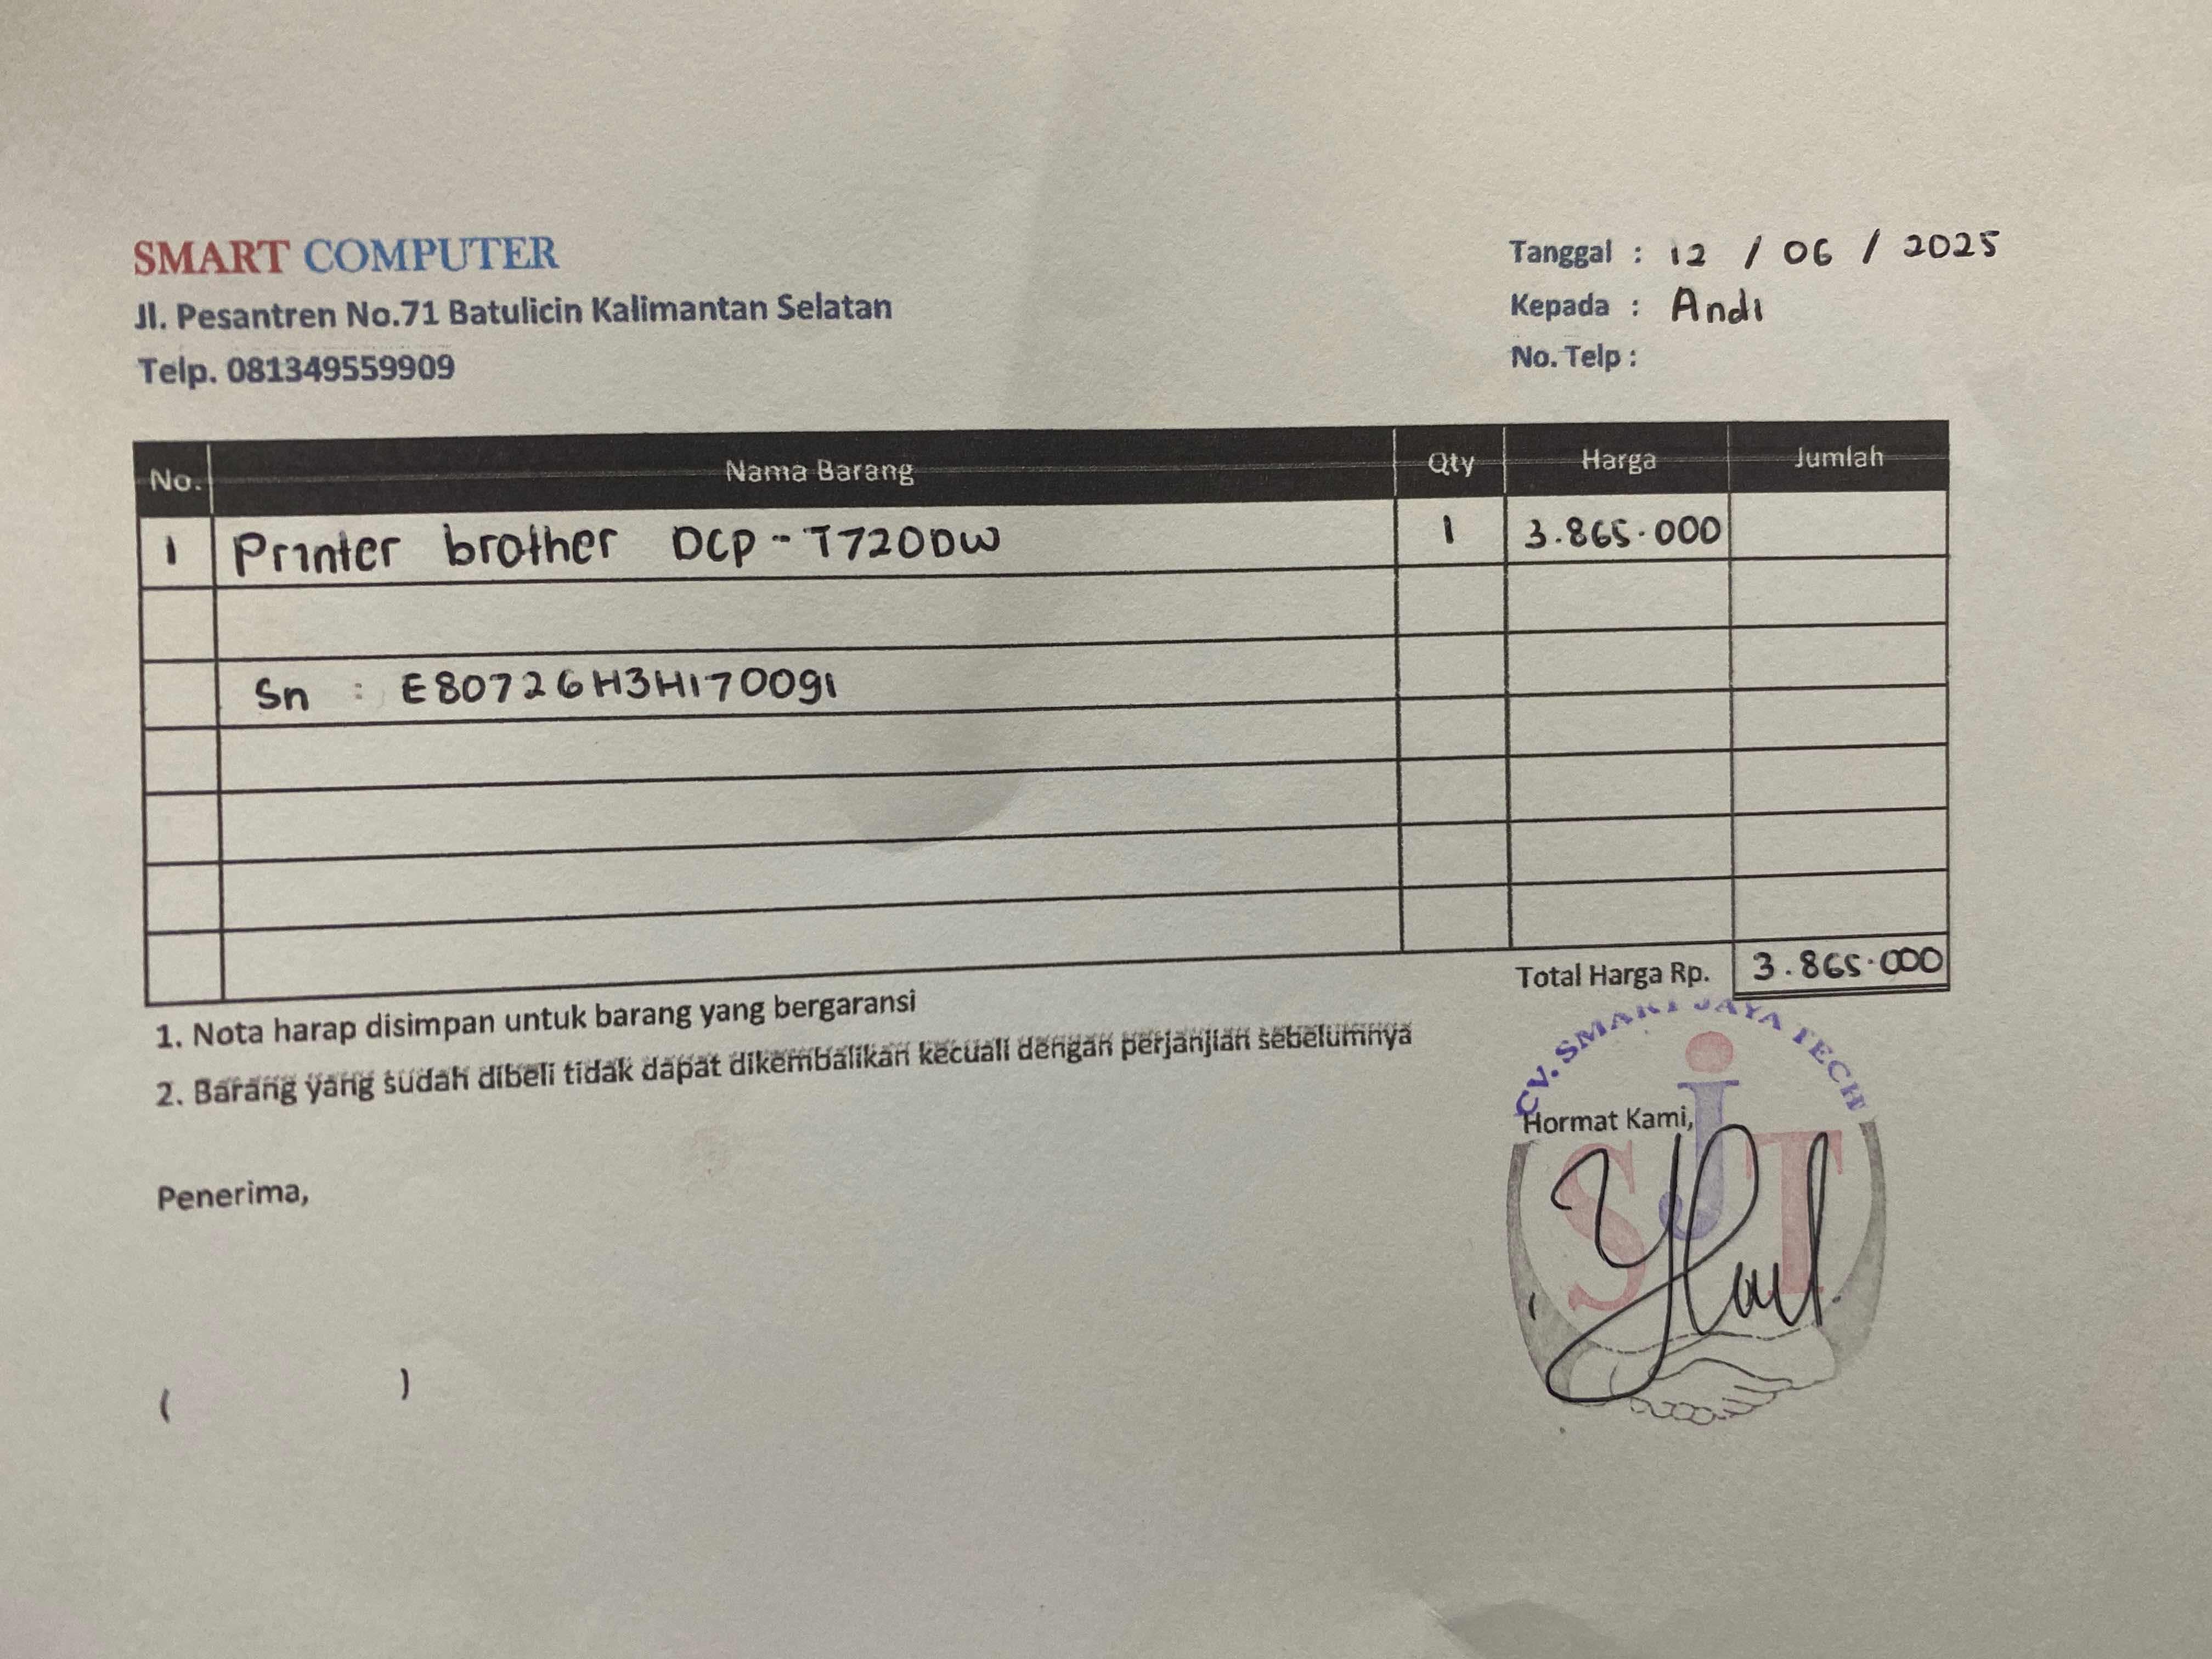 SMART COMPUTER
Jl. Pesantren No.71 Batulicin Kalimantan Selatan
Telp. 081349559909
Tanggal : 12 / 06 / 2025
Kepada : Andi
No. Telp :
No. Nama Barang Qty Harga Jumlah
1 Printer brother DCP-T720DW 1 3.865.000
Sn : E80726H3H170091
Total Harga Rp. 3.865.000
1. Nota harap disimpan untuk barang yang bergaransi
2. Barang yang sudah dibeli tidak dapat dikembalikan kecuali dengan perjanjian sebelumnya
CV. SMART JAYA TECH
Hormat Kami,
SJT
Penerima,
( )